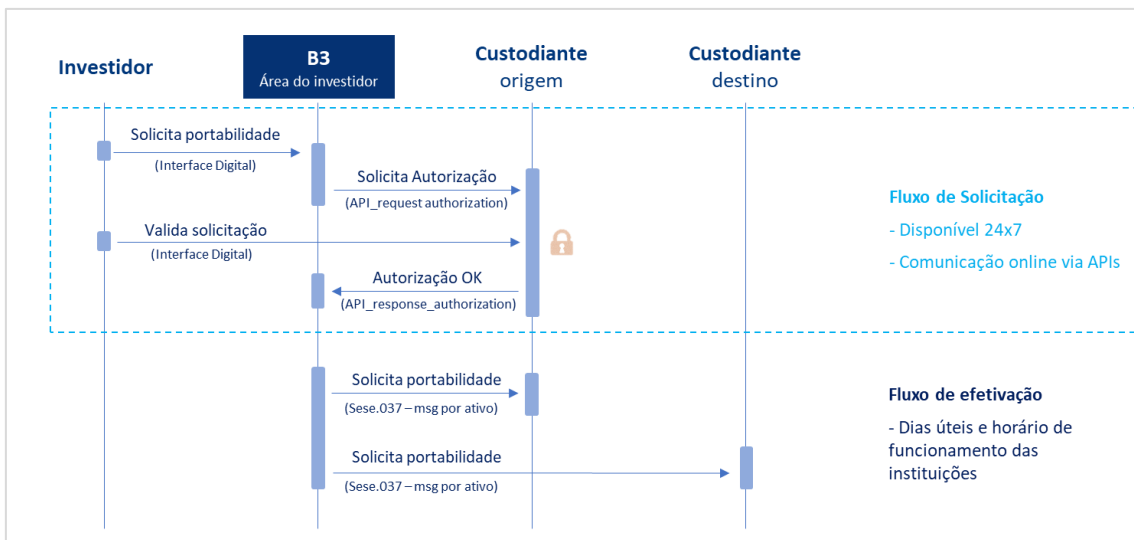 Investidor
B3
Área do investidor
Custodiante
origem
Custodiante
destino
Solicita portabilidade
(Interface Digital)
Solicita Autorização
(API_request authorization)
Valida solicitação
(Interface Digital)
Autorização OK
(API_response_authorization)
Fluxo de Solicitação
- Disponível 24x7
- Comunicação online via APIs
Solicita portabilidade
(Sese.037 – msg por ativo)
Solicita portabilidade
(Sese.037 – msg por ativo)
Fluxo de efetivação
- Dias úteis e horário de
funcionamento das
instituições